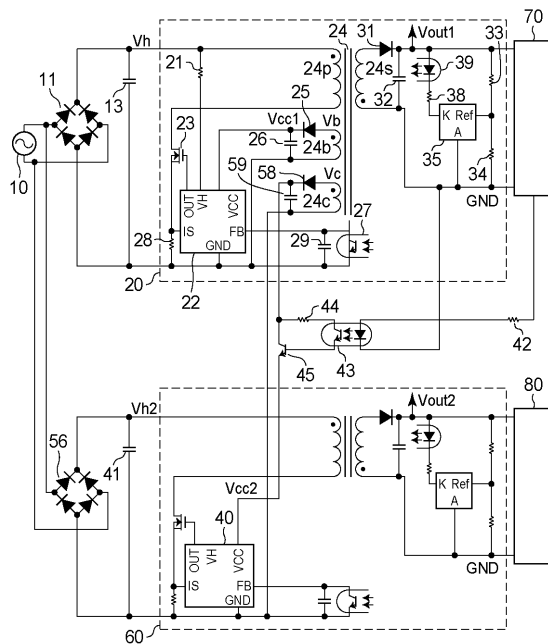 70
Vh
31
Vout1
33
21
24
24p
24s
39
11
13
32
38
23
25
Vcc1
Vb
K Ref
A
26
24b
35
10
59
58
Vc
34
OUT
VH
VCC
24c
GND
27
28
IS
FB
29
GND
20
22
44
43
42
45
80
Vh2
Vout2
56
41
Vcc2
40
K Ref
A
OUT
VH
VCC
IS
FB
GND
GND
60